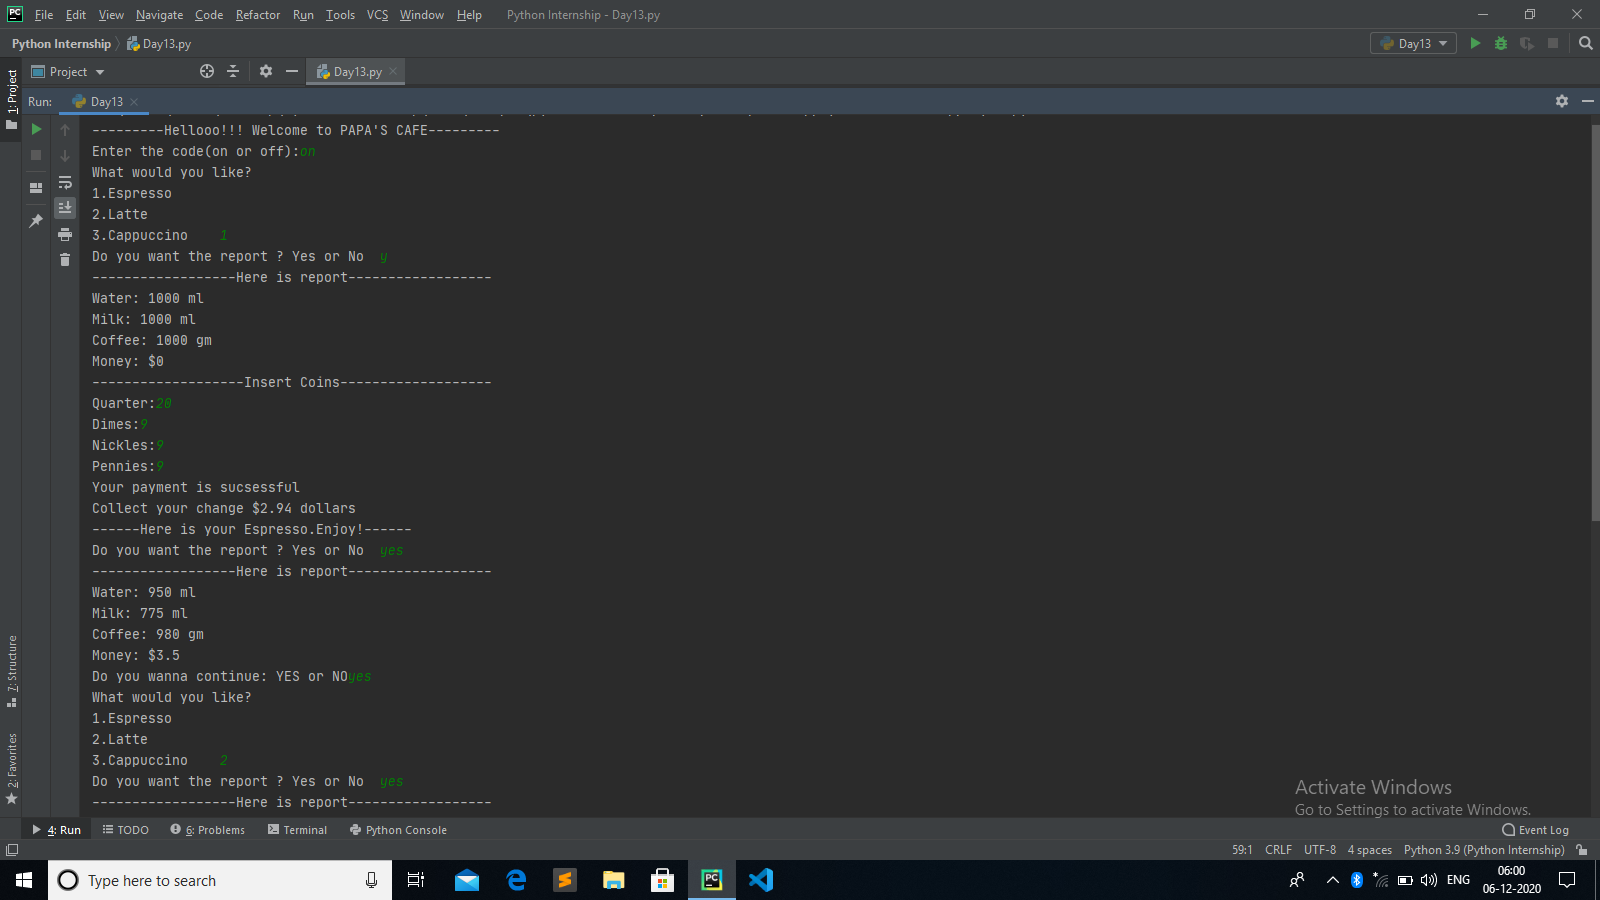 File Edit View Navigate Code Refactor Run Tools VCS Window Help Python Internship - Day13.py
Python Internship Day13.py Day13
Project Day13.py
1: Project
Run: Day13
---------Hellooo!!! Welcome to PAPA'S CAFE---------
Enter the code(on or off):on
What would you like?
1.Espresso
2.Latte
3.Cappuccino    1
Do you want the report ? Yes or No  y
------------------Here is report------------------
Water: 1000 ml
Milk: 1000 ml
Coffee: 1000 gm
Money: $0
-------------------Insert Coins-------------------
Quarter:20
Dimes:9
Nickles:9
Pennies:9
Your payment is sucsessful
Collect your change $2.94 dollars
------Here is your Espresso.Enjoy!------
Do you want the report ? Yes or No  yes
------------------Here is report------------------
Water: 950 ml
Milk: 775 ml
Coffee: 980 gm
Money: $3.5
Do you wanna continue: YES or NOyes
What would you like?
1.Espresso
2.Latte
3.Cappuccino    2
Do you want the report ? Yes or No  yes
------------------Here is report------------------
7: Structure
2: Favorites
Activate Windows
Go to Settings to activate Windows.
4: Run TODO 6: Problems Terminal Python Console Event Log
59:1 CRLF UTF-8 4 spaces Python 3.9 (Python Internship)
Type here to search
ENG
06:00
06-12-2020